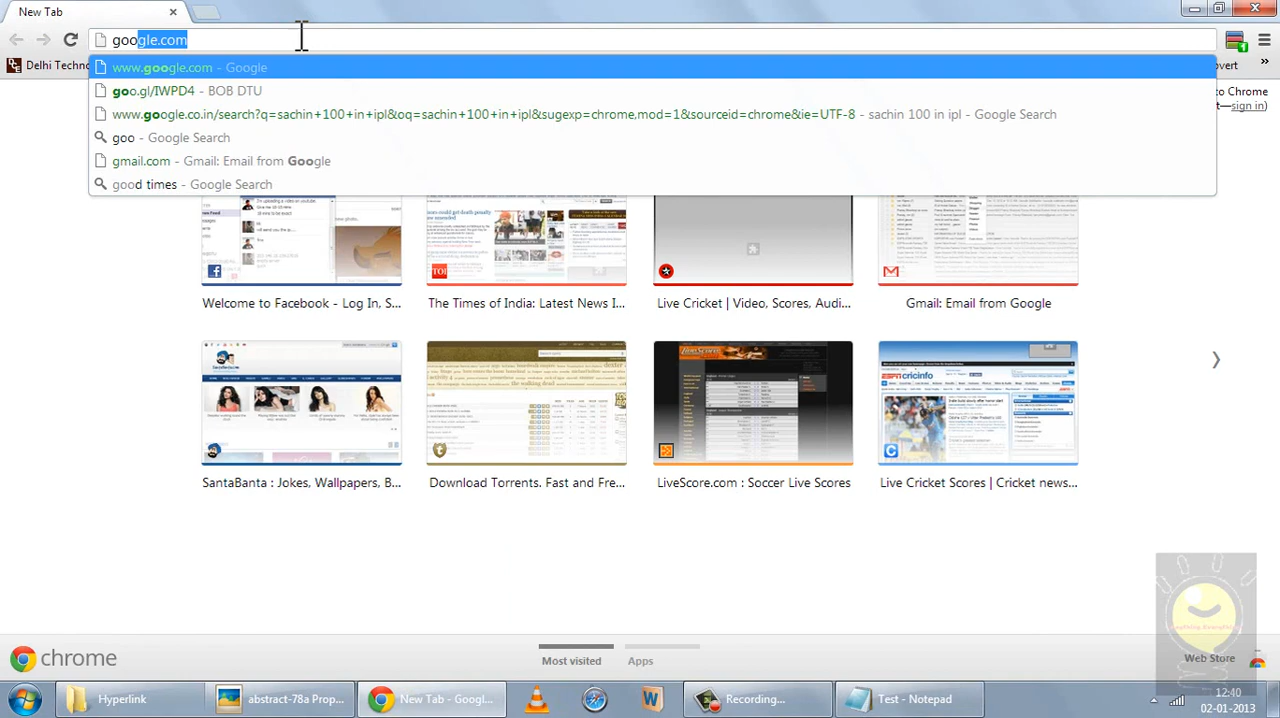 New Tab
google.com
Delhi Techno
vert
www.google.com - Google
goo.gl/IWPD4 - BOB DTU
www.google.co.in/search?q=sachin+100+in+ipl&oq=sachin+100+in+ipl&sugexp=chrome,mod=1&sourceid=chrome&ie=UTF-8 - sachin 100 in ipl - Google Search
goo - Google Search
gmail.com - Gmail: Email from Google
good times - Google Search
to Chrome
t—sign in)
TOI
Welcome to Facebook - Log In, S...
The Times of India: Latest News I...
Live Cricket | Video, Scores, Audi...
Gmail: Email from Google
cricinfo
SantaBanta : Jokes, Wallpapers, B...
Download Torrents. Fast and Fre...
LiveScore.com : Soccer Live Scores
Live Cricket Scores | Cricket news...
chrome
Most visited
Apps
Web Store
Hyperlink
abstract-78a Prop...
New Tab - Googl...
Recording...
Test - Notepad
12:40
02-01-2013